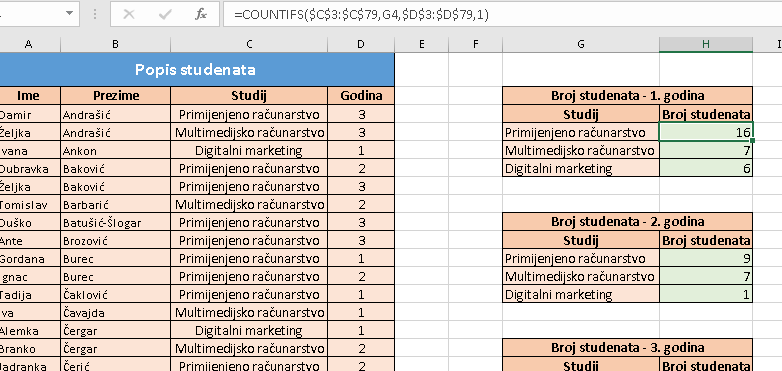 =COUNTIFS($C$3:$C$79,G4,$D$3:$D$79,1)
A B C D E F G H I
Popis studenata
Ime Prezime Studij Godina
Damir Andrašić Primijenjeno računarstvo 3
Željka Andrašić Multimedijsko računarstvo 3
Ivana Ankon Digitalni marketing 1
Dubravka Baković Primijenjeno računarstvo 2
Željka Baković Primijenjeno računarstvo 3
Tomislav Barbarić Multimedijsko računarstvo 2
Duško Batušić-Šlogar Primijenjeno računarstvo 3
Ante Brozović Primijenjeno računarstvo 3
Gordana Burec Primijenjeno računarstvo 1
Ignac Burec Primijenjeno računarstvo 2
Tadija Čaklović Primijenjeno računarstvo 1
Iva Čavajda Multimedijsko računarstvo 2
Alemka Čergar Digitalni marketing 1
Branko Čergar Multimedijsko računarstvo 2
Jadranka Čerić Primijenjeno računarstvo 2
Broj studenata - 1. godina
Studij Broj studenata
Primijenjeno računarstvo 16
Multimedijsko računarstvo 7
Digitalni marketing 6
Broj studenata - 2. godina
Studij Broj studenata
Primijenjeno računarstvo 9
Multimedijsko računarstvo 7
Digitalni marketing 1
Broj studenata - 3. godina
Studij Broj studenata